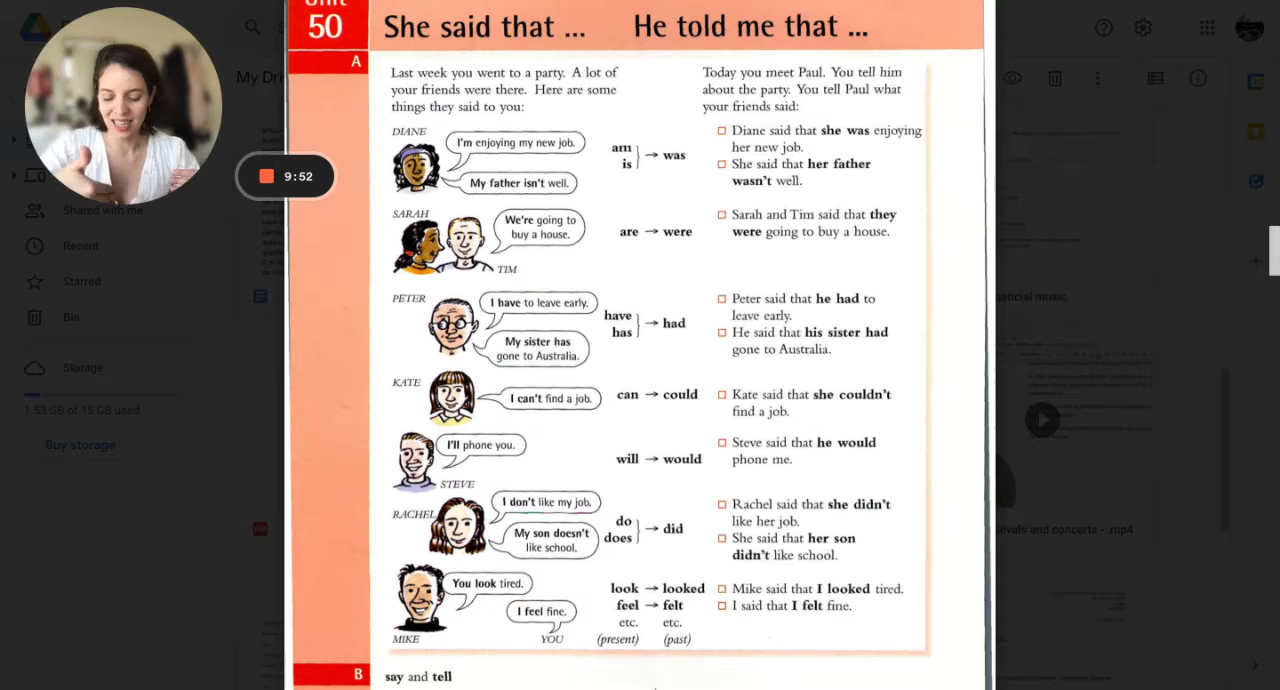 Unit
50
She said that ...
He told me that ...
A
Last week you went to a party. A lot of
your friends were there. Here are some
things they said to you:
Today you meet Paul. You tell him
about the party. You tell Paul what
your friends said:
DIANE
I'm enjoying my new job.
My father isn't well.
am
is
→ was
Diane said that she was enjoying
her new job.
She said that her father
wasn't well.
SARAH
We're going to
buy a house.
TIM
are → were
Sarah and Tim said that they
were going to buy a house.
PETER
I have to leave early.
My sister has
gone to Australia.
have
has
→ had
Peter said that he had to
leave early.
He said that his sister had
gone to Australia.
KATE
I can't find a job.
can → could
Kate said that she couldn't
find a job.
I'll phone you.
STEVE
will → would
Steve said that he would
phone me.
RACHEL
I don't like my job.
My son doesn't
like school.
do
does
→ did
Rachel said that she didn't
like her job.
She said that her son
didn't like school.
You look tired.
I feel fine.
MIKE
YOU
look → looked
feel → felt
etc. etc.
(present) (past)
Mike said that I looked tired.
I said that I felt fine.
B
say and tell
9:52
My Dri
Shared with me
Recent
Starred
Bin
Storage
1.53 GB of 15 GB used
Buy storage
sencial music
stivals and concerts - .mp4